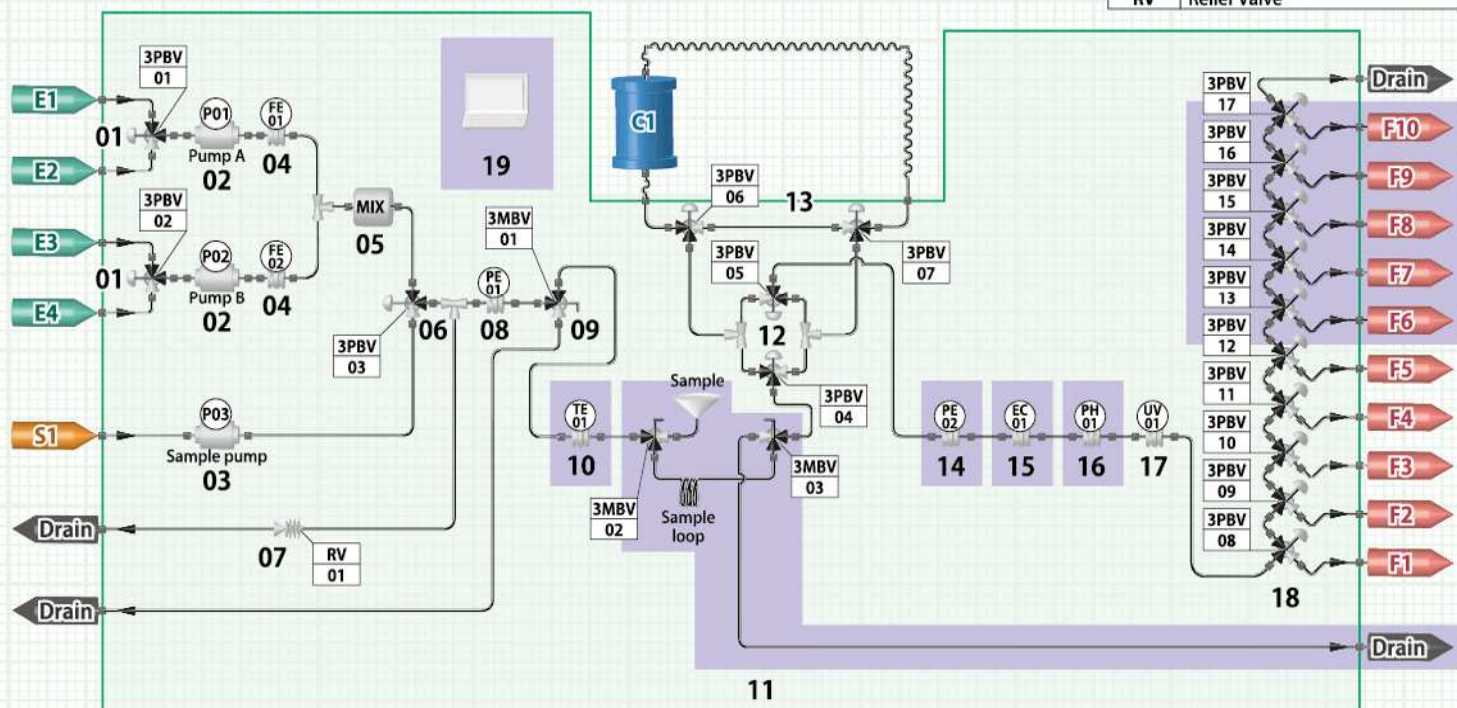 RV Relief Valve
3PBV
01
E1
P01
FE
01
01
Pump A
02
04
E2
3PBV
02
MIX
05
E3
P02
FE
02
01
Pump B
02
04
E4
19
C1
3PBV
06
13
3MBV
01
3PBV
05
3PBV
07
PE
01
06
08
09
12
3PBV
03
3PBV
04
S1
P03
Sample pump
03
TE
01
10
Sample
3MBV
02
Sample
loop
3MBV
03
PE
02
14
EC
01
15
PH
01
16
UV
01
17
Drain
07
RV
01
Drain
11
3PBV
17
Drain
F10
3PBV
16
F9
3PBV
15
F8
3PBV
14
F7
3PBV
13
F6
3PBV
12
F5
3PBV
11
F4
3PBV
10
F3
3PBV
09
F2
3PBV
08
F1
18
Drain